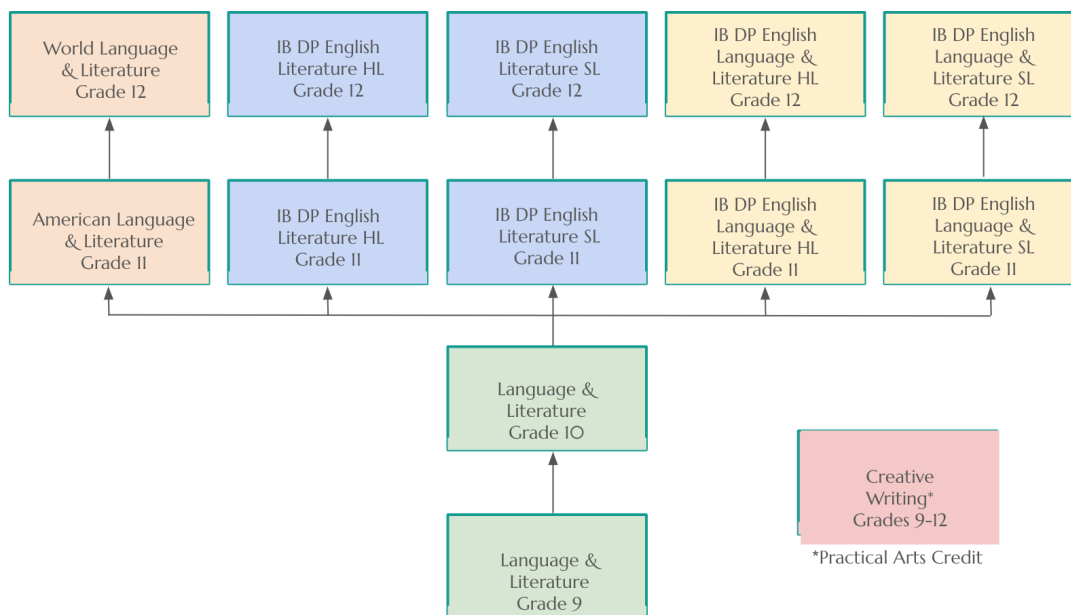 World Language
& Literature
Grade 12
IB DP English
Literature HL
Grade 12
IB DP English
Literature SL
Grade 12
IB DP English
Language &
Literature HL
Grade 12
IB DP English
Language &
Literature SL
Grade 12
American Language
& Literature
Grade 11
IB DP English
Literature HL
Grade 11
IB DP English
Literature SL
Grade 11
IB DP English
Language &
Literature HL
Grade 11
IB DP English
Language &
Literature SL
Grade 11
Language &
Literature
Grade 10
Creative
Writing*
Grades 9-12
*Practical Arts Credit
Language &
Literature
Grade 9